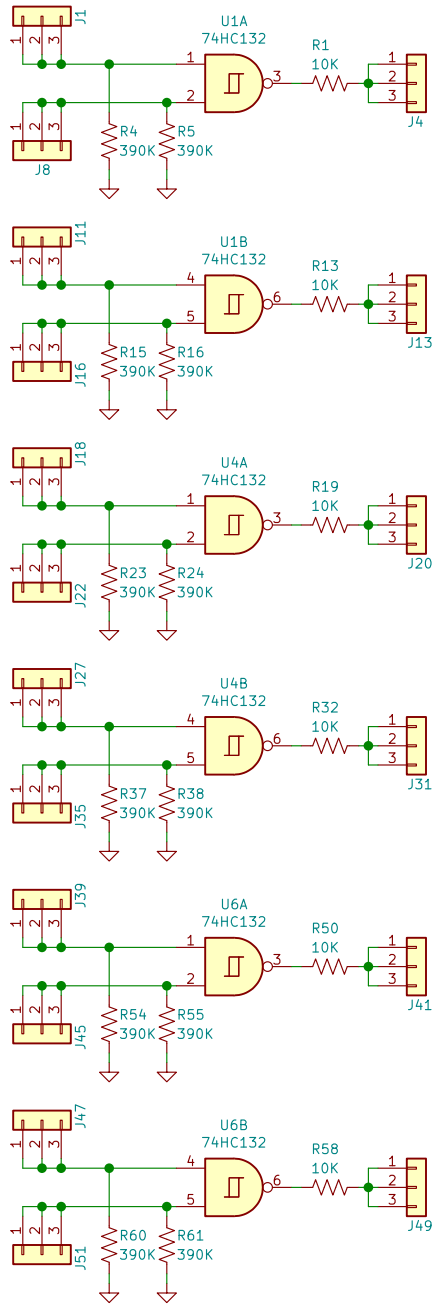 J1
1 2 3
U1A
74HC132
R1
10K
1
2
3
1
2
3
J4
1 2 3
J8
R4
390K
R5
390K
J11
1 2 3
U1B
74HC132
R13
10K
4
5
6
1
2
3
J13
1 2 3
J16
R15
390K
R16
390K
J18
1 2 3
U4A
74HC132
R19
10K
1
2
3
1
2
3
J20
1 2 3
J22
R23
390K
R24
390K
J27
1 2 3
U4B
74HC132
R32
10K
4
5
6
1
2
3
J31
1 2 3
J35
R37
390K
R38
390K
J39
1 2 3
U6A
74HC132
R50
10K
1
2
3
1
2
3
J41
1 2 3
J45
R54
390K
R55
390K
J47
1 2 3
U6B
74HC132
R58
10K
4
5
6
1
2
3
J49
1 2 3
J51
R60
390K
R61
390K